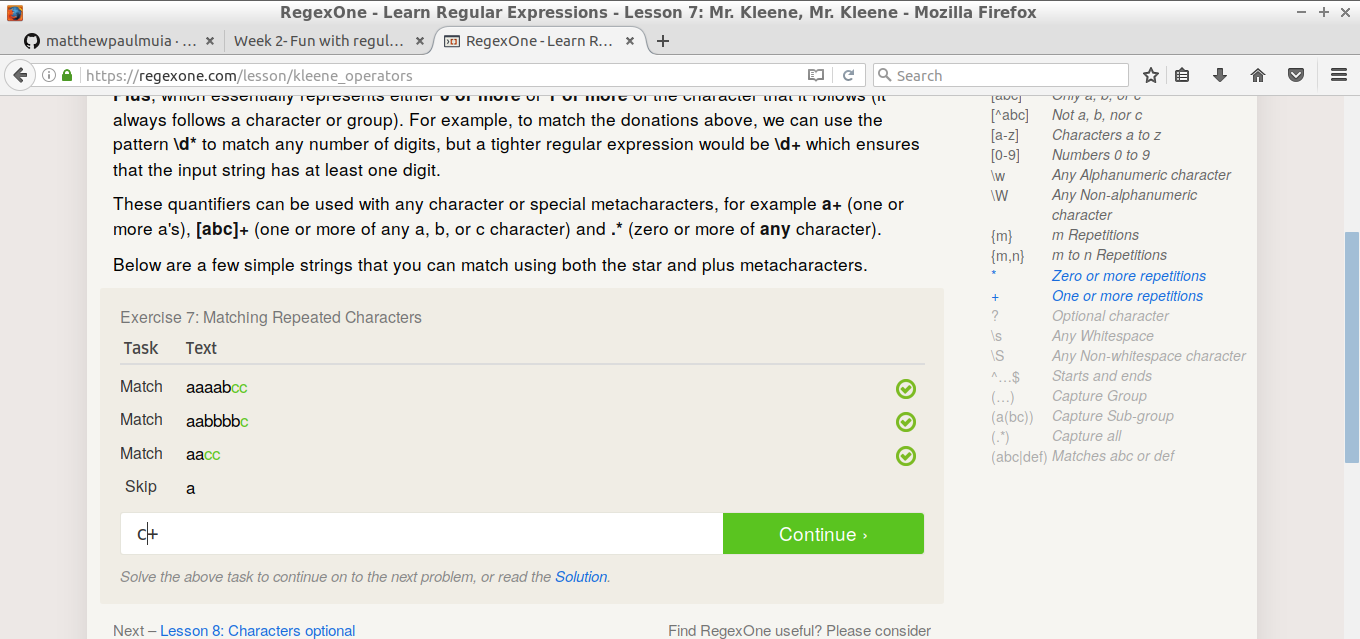 RegexOne - Learn Regular Expressions - Lesson 7: Mr. Kleene, Mr. Kleene - Mozilla Firefox
matthewpaulmuia · ... × Week 2- Fun with regul... × RegexOne - Learn R... × +
https://regexone.com/lesson/kleene_operators
Search
Plus, which essentially represents either 0 or more or 1 or more of the character that it follows (it
always follows a character or group). For example, to match the donations above, we can use the
pattern \d* to match any number of digits, but a tighter regular expression would be \d+ which ensures
that the input string has at least one digit.
These quantifiers can be used with any character or special metacharacters, for example a+ (one or
more a's), [abc]+ (one or more of any a, b, or c character) and .* (zero or more of any character).
Below are a few simple strings that you can match using both the star and plus metacharacters.
Exercise 7: Matching Repeated Characters
Task Text
Match aaaabcc
Match aabbbbc
Match aacc
Skip a
c+
Continue ›
Solve the above task to continue on to the next problem, or read the Solution.
Next – Lesson 8: Characters optional
Find RegexOne useful? Please consider
[abc] Only a, b, or c
[^abc] Not a, b, nor c
[a-z] Characters a to z
[0-9] Numbers 0 to 9
\w Any Alphanumeric character
\W Any Non-alphanumeric
character
{m} m Repetitions
{m,n} m to n Repetitions
* Zero or more repetitions
+ One or more repetitions
? Optional character
\s Any Whitespace
\S Any Non-whitespace character
^…$ Starts and ends
(…) Capture Group
(a(bc)) Capture Sub-group
(.*) Capture all
(abc|def) Matches abc or def